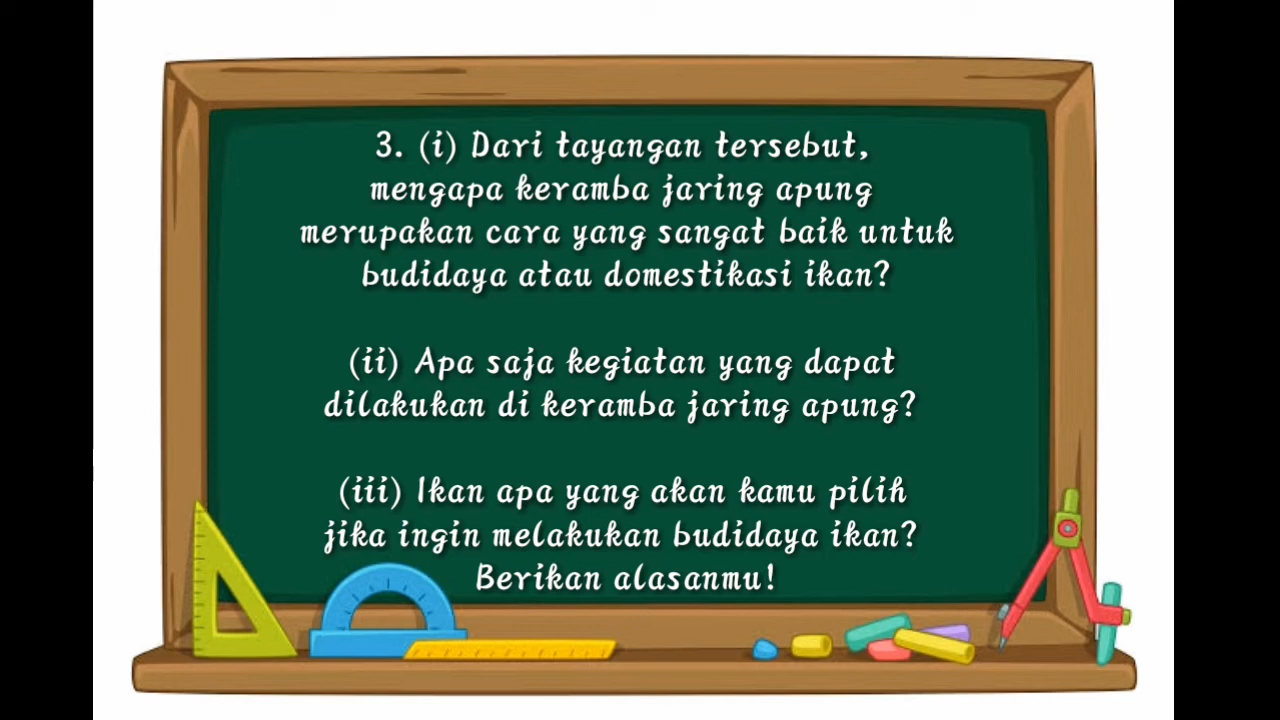 3. (i) Dari tayangan tersebut,
mengapa keramba jaring apung
merupakan cara yang sangat baik untuk
budidaya atau domestikasi ikan?
(ii) Apa saja kegiatan yang dapat
dilakukan di keramba jaring apung?
(iii) Ikan apa yang akan kamu pilih
jika ingin melakukan budidaya ikan?
Berikan alasanmu!